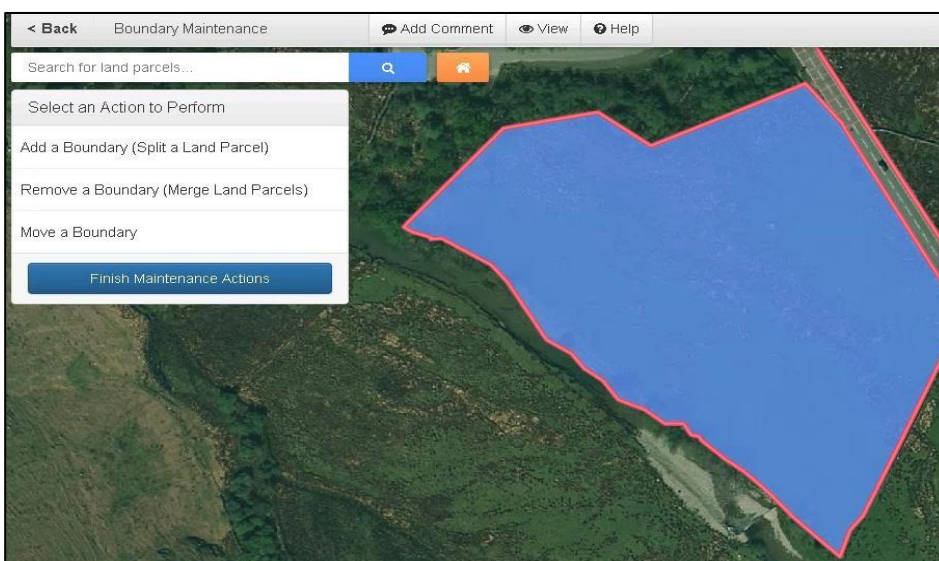 < Back Boundary Maintenance Add Comment View Help
Search for land parcels...
Select an Action to Perform
Add a Boundary (Split a Land Parcel)
Remove a Boundary (Merge Land Parcels)
Move a Boundary
Finish Maintenance Actions